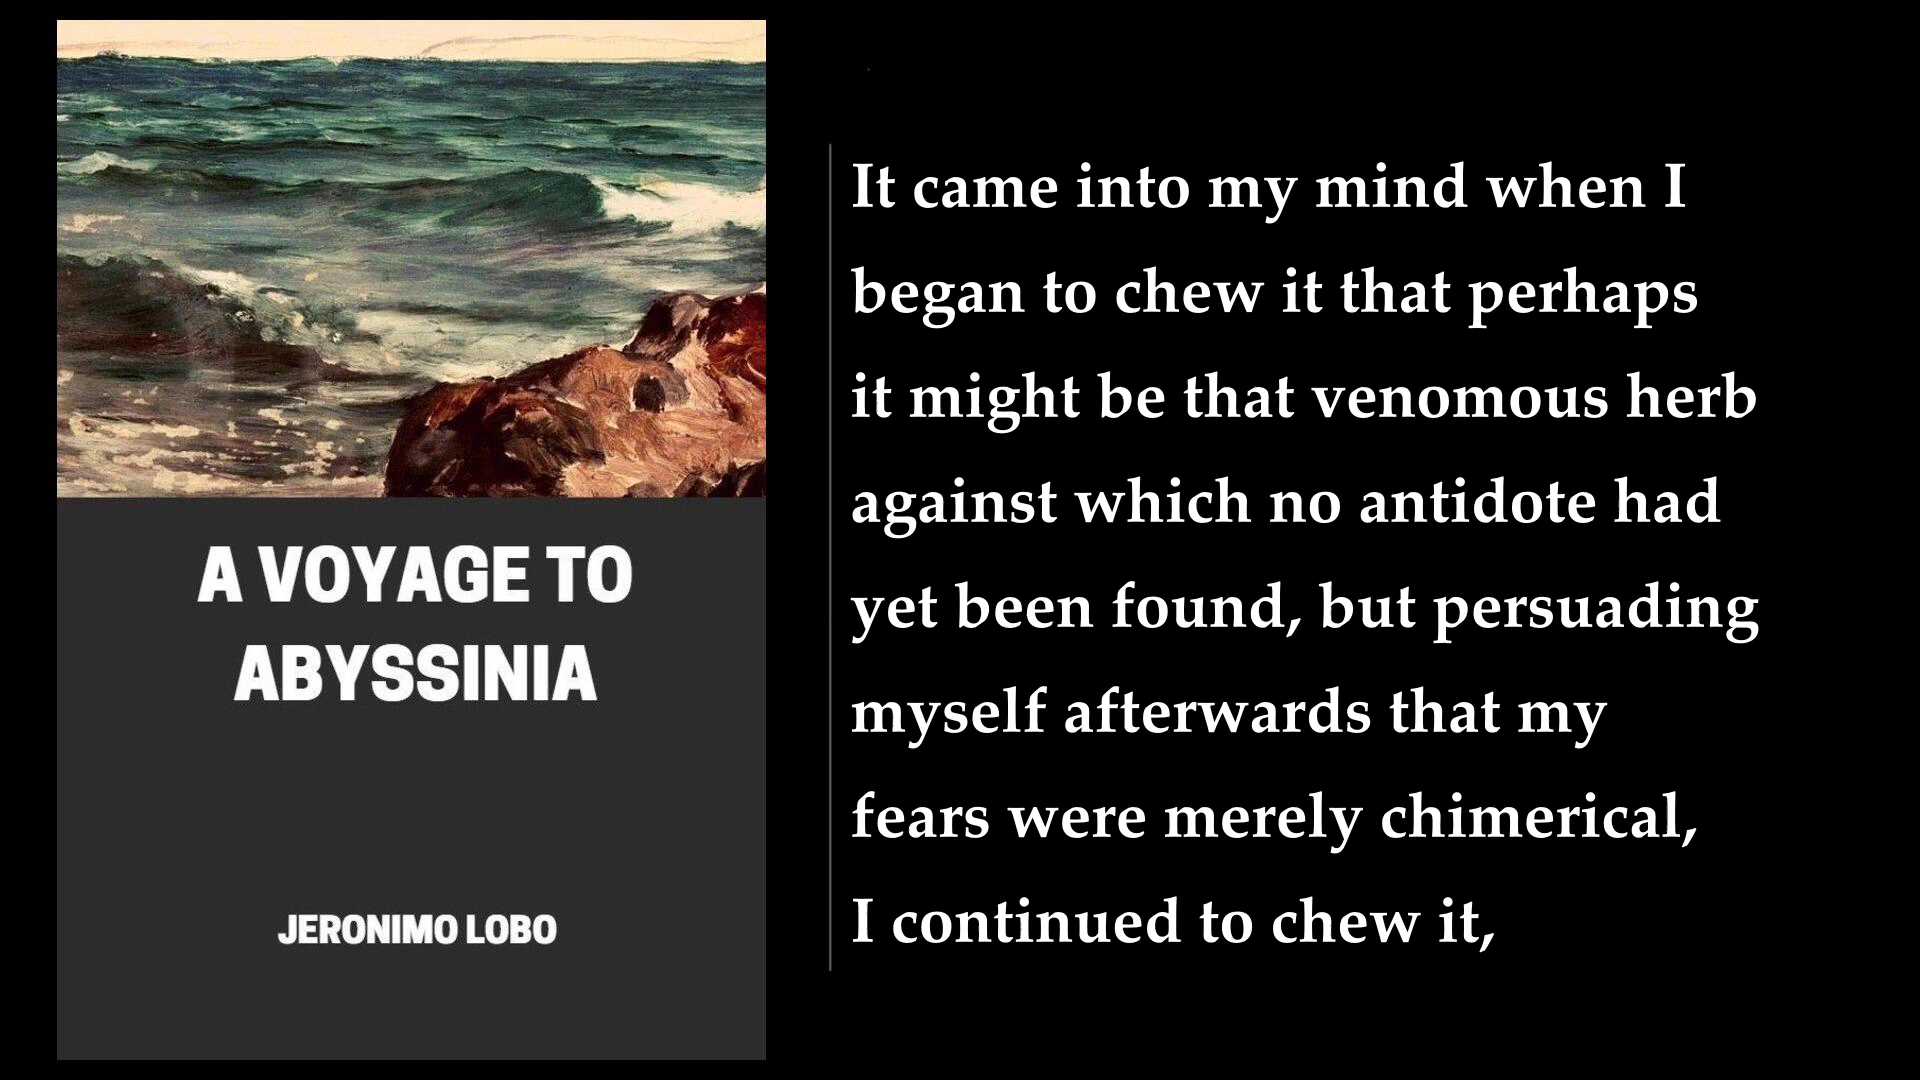 A VOYAGE TO
ABYSSINIA
JERONIMO LOBO
It came into my mind when I
began to chew it that perhaps
it might be that venomous herb
against which no antidote had
yet been found, but persuading
myself afterwards that my
fears were merely chimerical,
I continued to chew it,